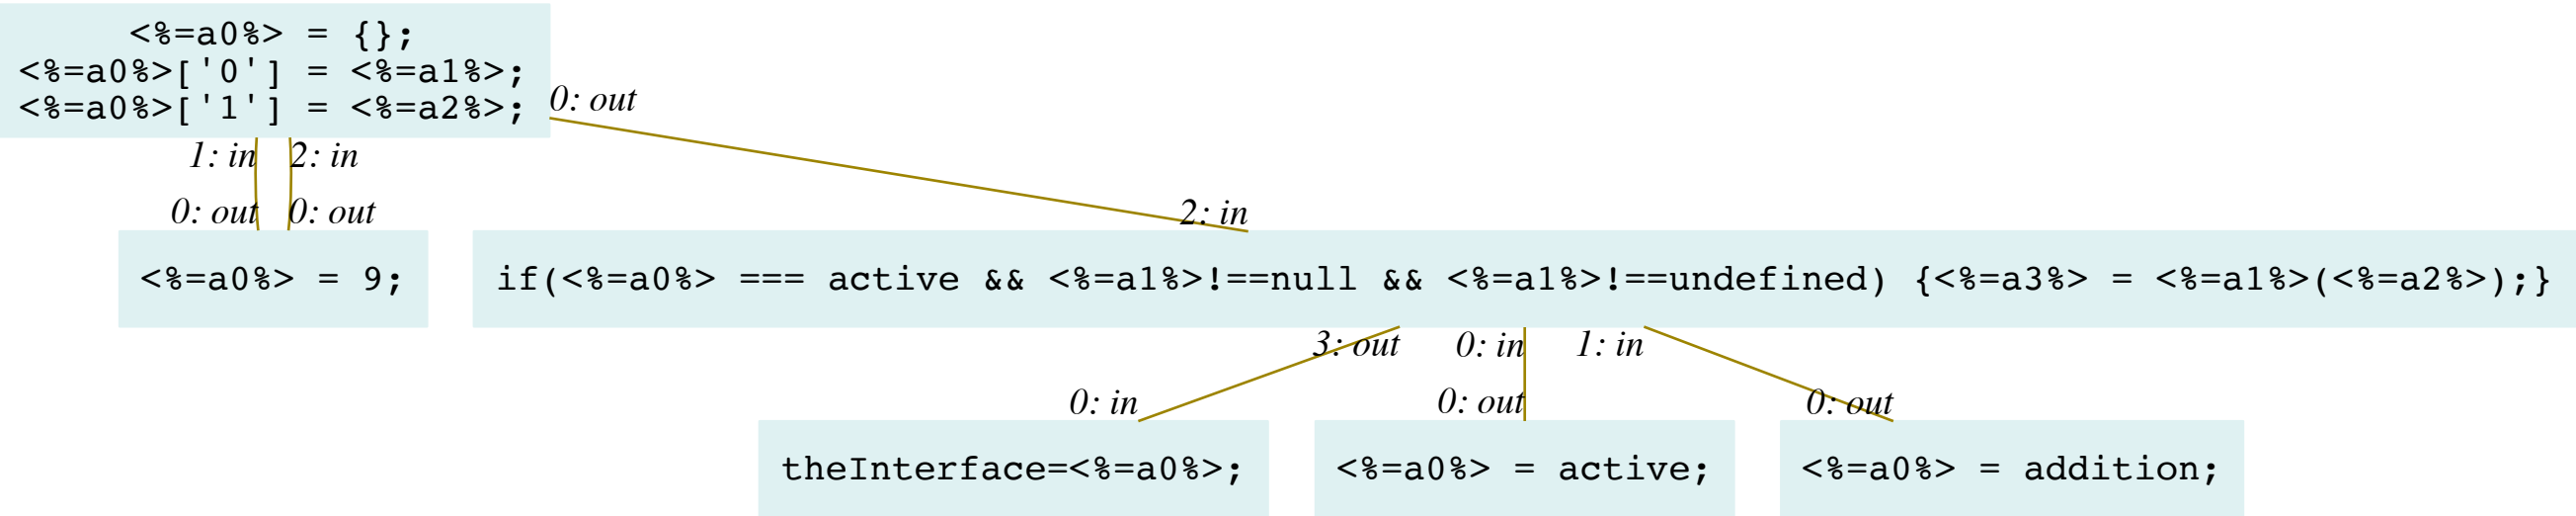 <%=a0%> = {};
<%=a0%>['0'] = <%=a1%>;
<%=a0%>['1'] = <%=a2%>;
0: out
1: in
2: in
0: out
0: out
2: in
<%=a0%> = 9;
if(<%=a0%> === active && <%=a1%>!==null && <%=a1%>!==undefined) {<%=a3%> = <%=a1%>(<%=a2%>);}
3: out
0: in
1: in
0: in
0: out
0: out
theInterface=<%=a0%>;
<%=a0%> = active;
<%=a0%> = addition;